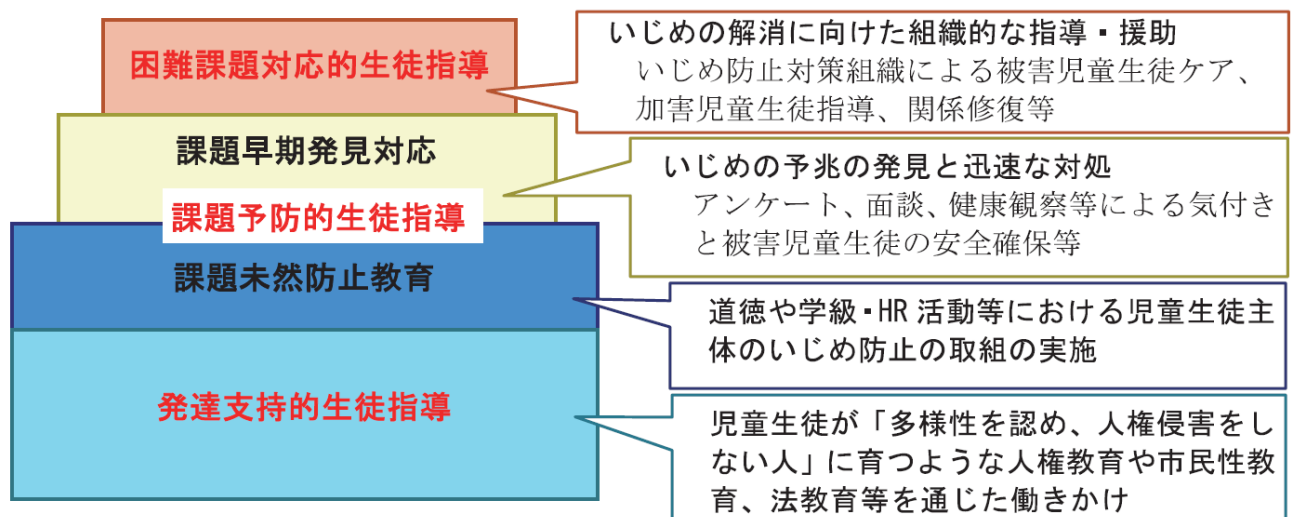 困難課題対応的生徒指導
いじめの解消に向けた組織的な指導・援助
いじめ防止対策組織による被害児童生徒ケア、
加害児童生徒指導、関係修復等
課題早期発見対応
いじめの予兆の発見と迅速な対処
アンケート、面談、健康観察等による気付き
と被害児童生徒の安全確保等
課題予防的生徒指導
課題未然防止教育
道徳や学級・HR 活動等における児童生徒主
体のいじめ防止の取組の実施
発達支持的生徒指導
児童生徒が「多様性を認め、人権侵害をし
ない人」に育つような人権教育や市民性教
育、法教育等を通じた働きかけ